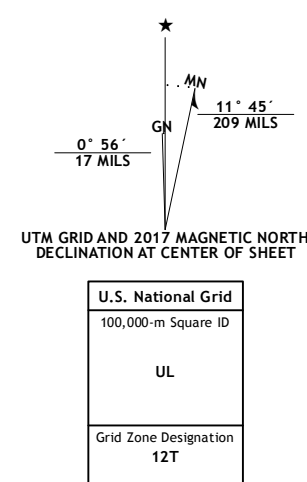 ★
MN
GN
11° 45´
209 MILS
0° 56´
17 MILS
UTM GRID AND 2017 MAGNETIC NORTH
DECLINATION AT CENTER OF SHEET
U.S. National Grid
100,000-m Square ID
UL
Grid Zone Designation
12T